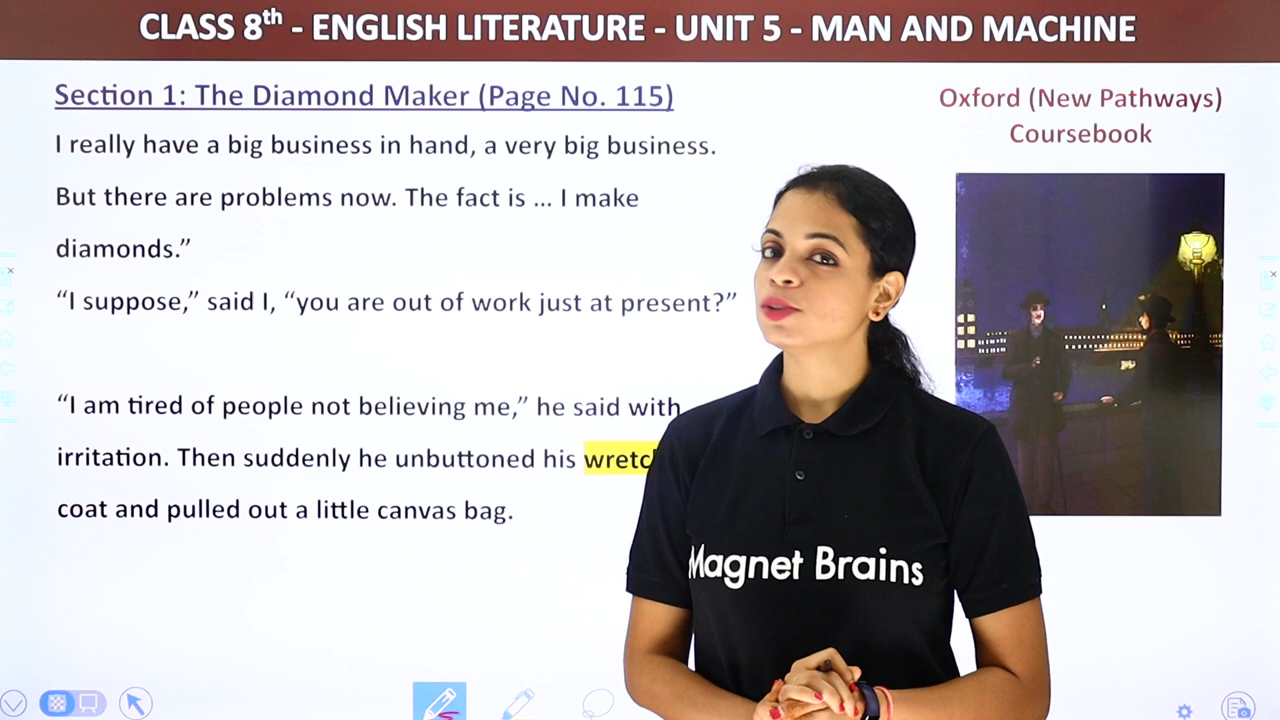 CLASS 8th - ENGLISH LITERATURE - UNIT 5 - MAN AND MACHINE
Section 1: The Diamond Maker (Page No. 115)
Oxford (New Pathways)
Coursebook
I really have a big business in hand, a very big business.
But there are problems now. The fact is ... I make
diamonds.”
“I suppose,” said I, “you are out of work just at present?”
“I am tired of people not believing me,” he said with
irritation. Then suddenly he unbuttoned his
coat and pulled out a little canvas bag.
Magnet Brains